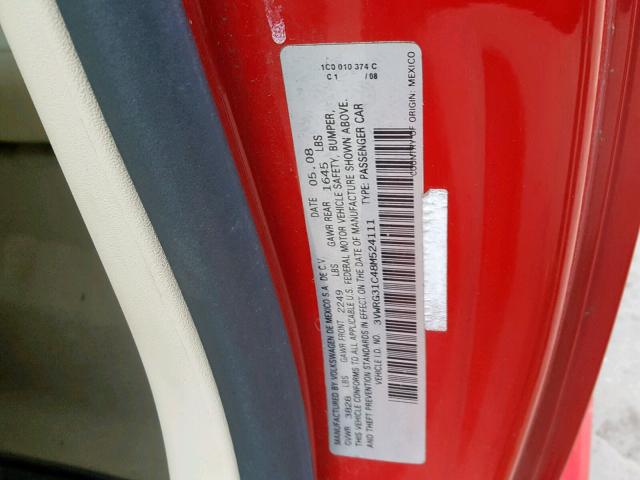 1C0 010 374 C
C 1 / 08
MANUFACTURED BY VOLKSWAGEN DE MEXICO S.A. DE C.V. DATE 05.08
GVWR 3828 LBS GAWR FRONT 2249 LBS GAWR REAR 1645 LBS
THIS VEHICLE CONFORMS TO ALL APPLICABLE U.S. FEDERAL MOTOR VEHICLE SAFETY, BUMPER,
AND THEFT PREVENTION STANDARDS IN EFFECT ON THE DATE OF MANUFACTURE SHOWN ABOVE.
VEHICLE I.D. NO. 3VWRG31C48M524111 TYPE: PASSENGER CAR
COUNTRY OF ORIGIN: MEXICO